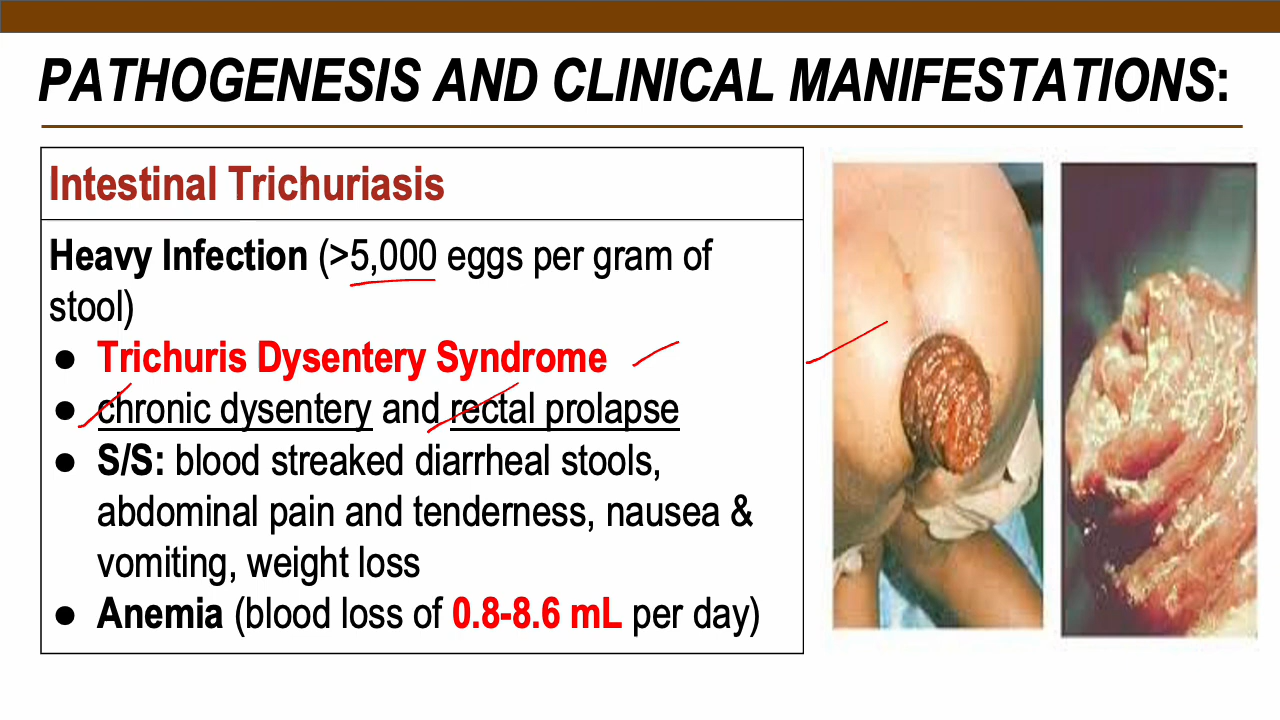 PATHOGENESIS AND CLINICAL MANIFESTATIONS:
Intestinal Trichuriasis
Heavy Infection (>5,000 eggs per gram of
stool)
● Trichuris Dysentery Syndrome
● chronic dysentery and rectal prolapse
● S/S: blood streaked diarrheal stools,
abdominal pain and tenderness, nausea &
vomiting, weight loss
● Anemia (blood loss of 0.8-8.6 mL per day)